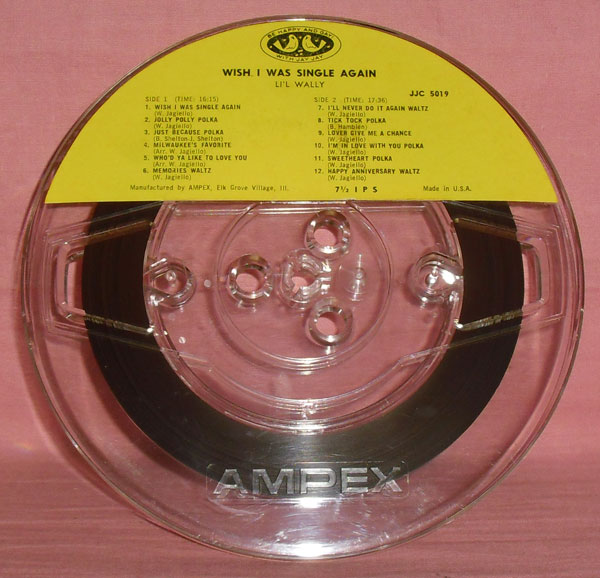 BE HAPPY AND GAY
WITH JAY JAY
WISH I WAS SINGLE AGAIN
LI'L WALLY
JJC 5019
SIDE 1 (TIME: 16:15)
1. WISH I WAS SINGLE AGAIN
(W. Jagiello)
2. JOLLY POLLY POLKA
(W. Jagiello)
3. JUST BECAUSE POLKA
(B. Shelton-J. Shelton)
4. MILWAUKEE'S FAVORITE
(Arr. W. Jagiello)
5. WHO'D YA LIKE TO LOVE YOU
(Arr. W. Jagiello)
6. MEMORIES WALTZ
(W. Jagiello)
SIDE 2 (TIME: 17:36)
7. I'LL NEVER DO IT AGAIN WALTZ
(W. Jagiello)
8. TICK TOCK POLKA
(B. Hambien)
9. LOVER GIVE ME A CHANCE
(W. Jagiello)
10. I'M IN LOVE WITH YOU POLKA
(W. Jagiello)
11. SWEETHEART POLKA
(W. Jagiello)
12. HAPPY ANNIVERSARY WALTZ
(W. Jagiello)
Manufactured by AMPEX, Elk Grove Village, Ill.
7½ I P S
Made in U.S.A.
AMPEX